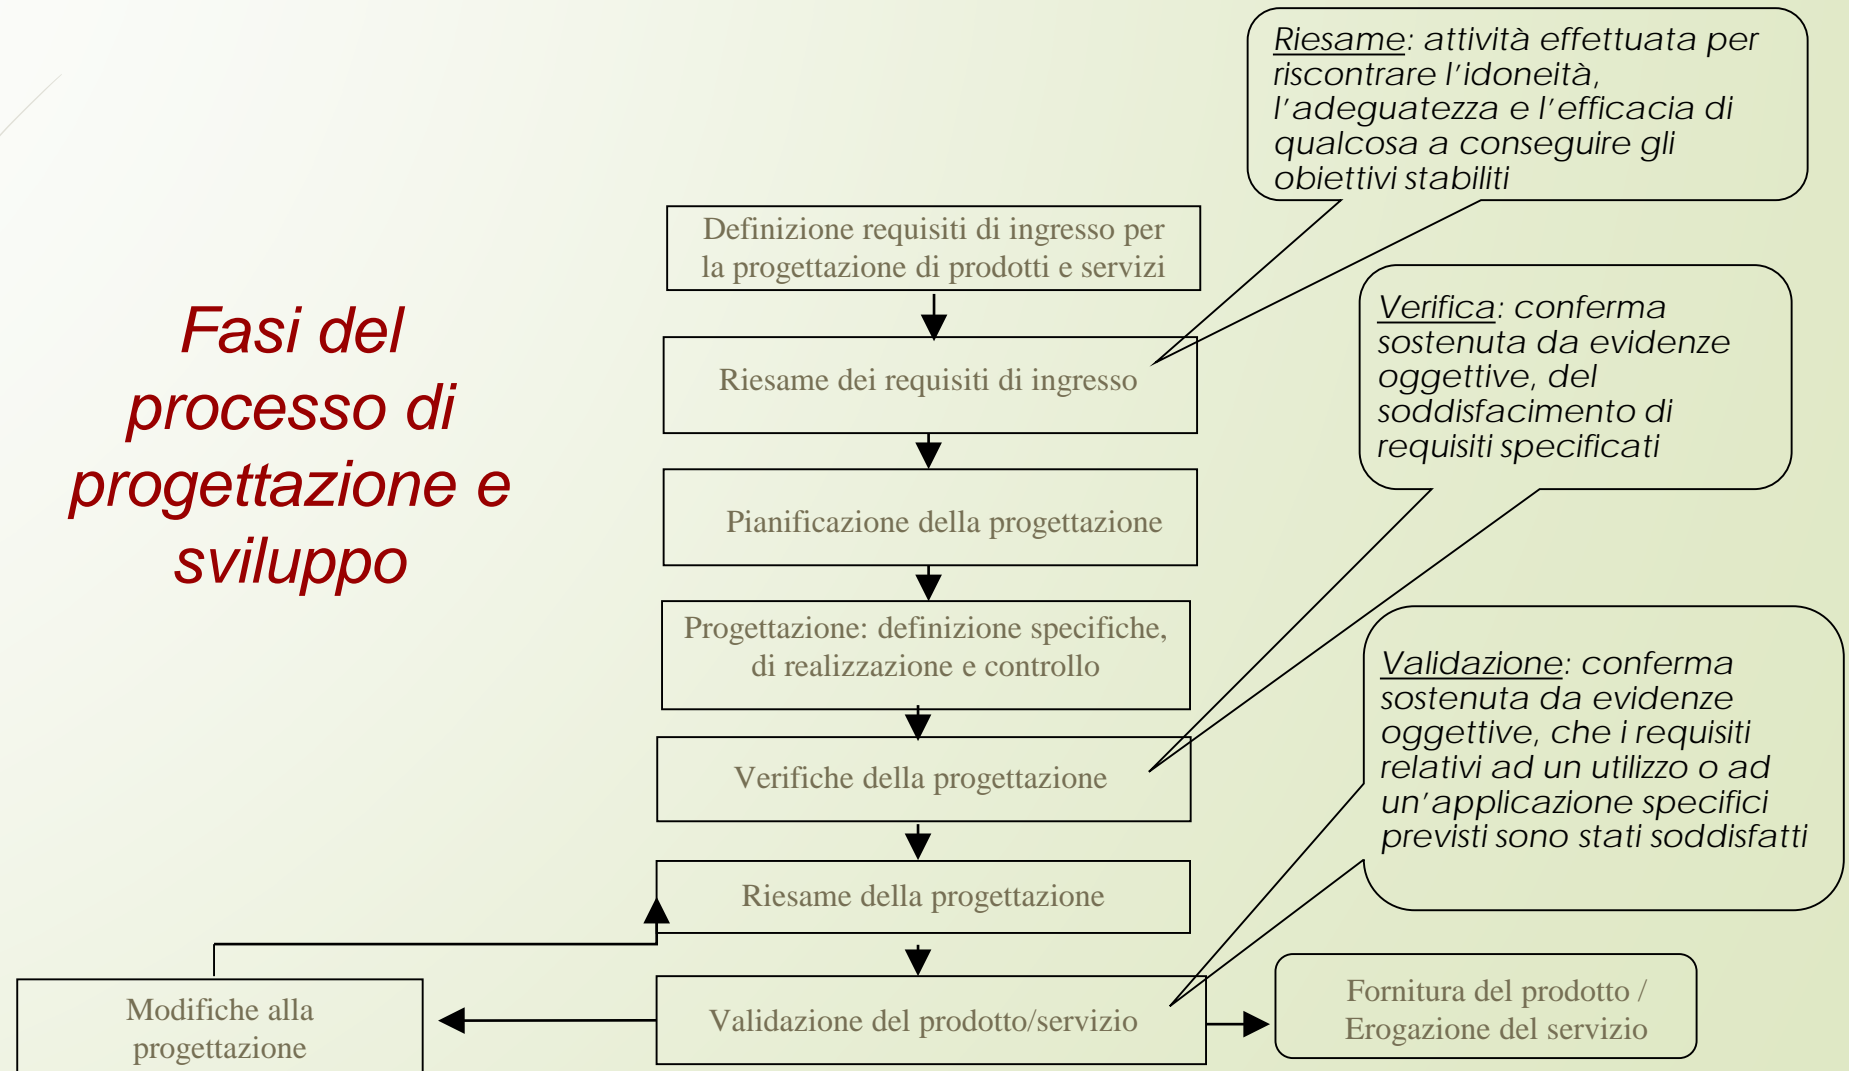 Fasi del
processo di
progettazione e
sviluppo
Riesame: attività effettuata per
riscontrare l'idoneità,
l'adeguatezza e l'efficacia di
qualcosa a conseguire gli
obiettivi stabiliti
Definizione requisiti di ingresso per
la progettazione di prodotti e servizi
Riesame dei requisiti di ingresso
Verifica: conferma
sostenuta da evidenze
oggettive, del
soddisfacimento di
requisiti specificati
Pianificazione della progettazione
Progettazione: definizione specifiche,
di realizzazione e controllo
Validazione: conferma
sostenuta da evidenze
oggettive, che i requisiti
relativi ad un utilizzo o ad
un'applicazione specifici
previsti sono stati soddisfatti
Verifiche della progettazione
Riesame della progettazione
Modifiche alla
progettazione
Validazione del prodotto/servizio
Fornitura del prodotto /
Erogazione del servizio